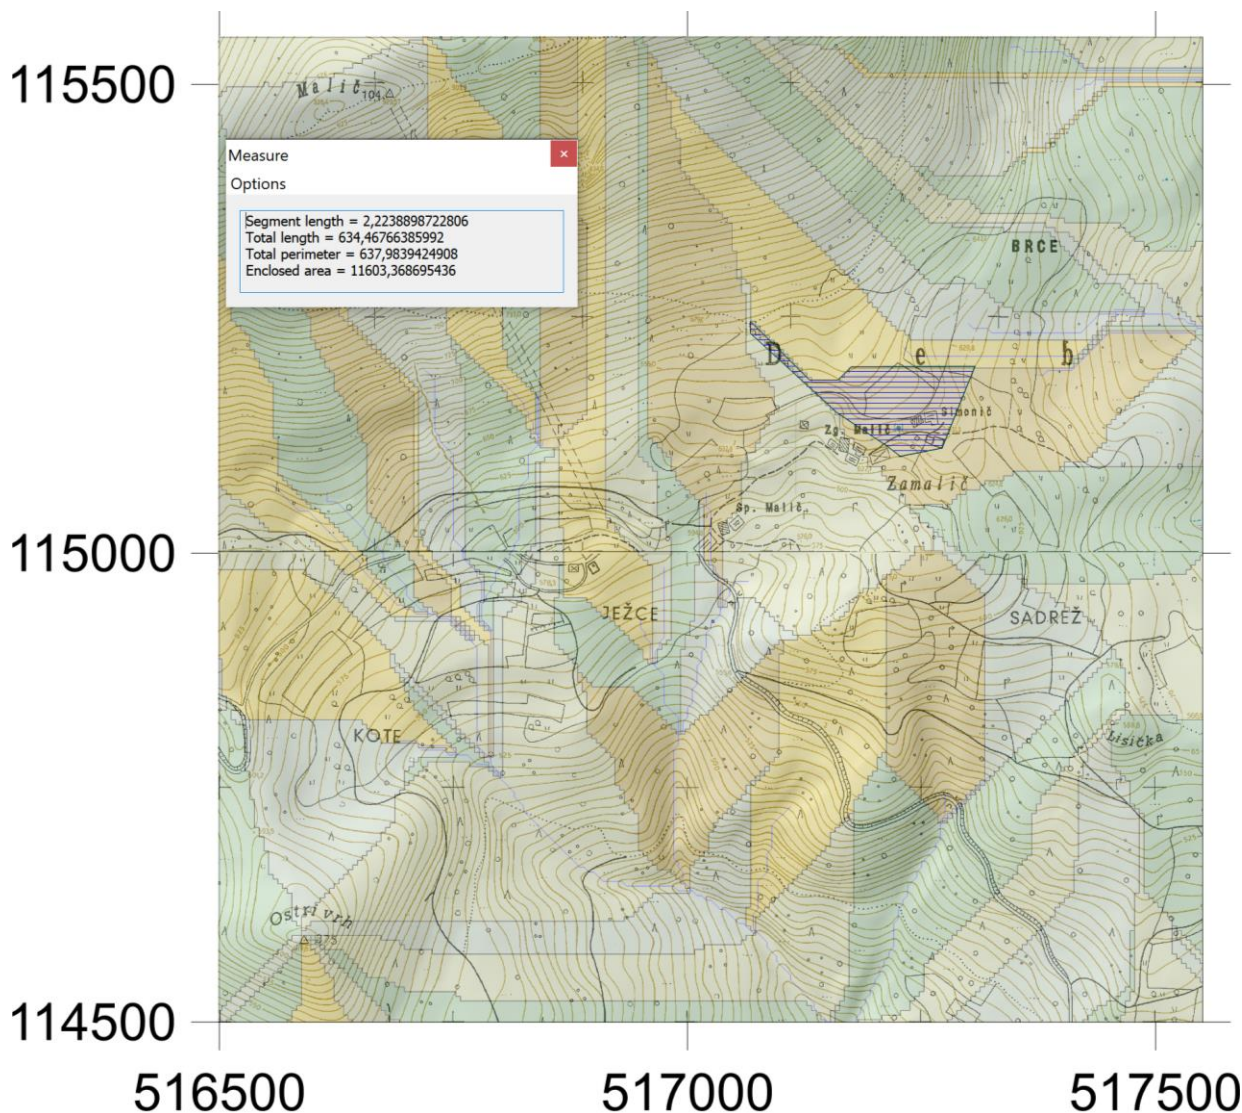 115500
Malič
104
Measure
Options
Segment length = 2,2238898722806
Total length = 634,46766385992
Total perimeter = 637,9839424908
Enclosed area = 11603,368695436
BRCE
D e b
Simonič
Zg. Malič
Zamalič
Sp. Malič
115000
JEŽCE
SADREŽ
KOTE
Lisička
Ostri vrh
114500
516500 517000 517500